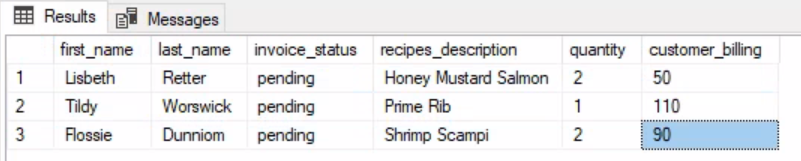 Results Messages
first_name last_name invoice_status recipes_description quantity customer_billing
1 Lisbeth Retter pending Honey Mustard Salmon 2 50
2 Tildy Worswick pending Prime Rib 1 110
3 Flossie Dunniom pending Shrimp Scampi 2 90